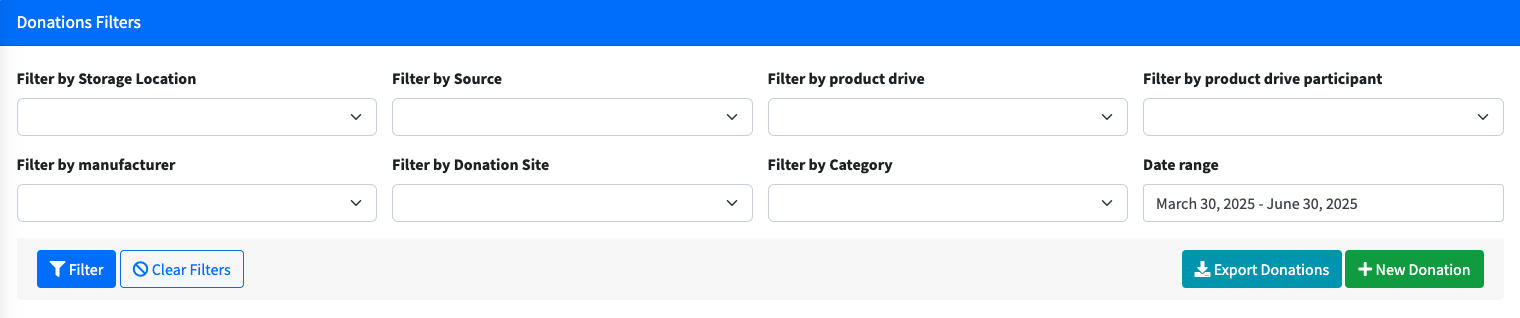 Donations Filters
Filter by Storage Location
Filter by Source
Filter by product drive
Filter by product drive participant
Filter by manufacturer
Filter by Donation Site
Filter by Category
Date range
March 30, 2025 - June 30, 2025
Filter
Clear Filters
Export Donations
New Donation